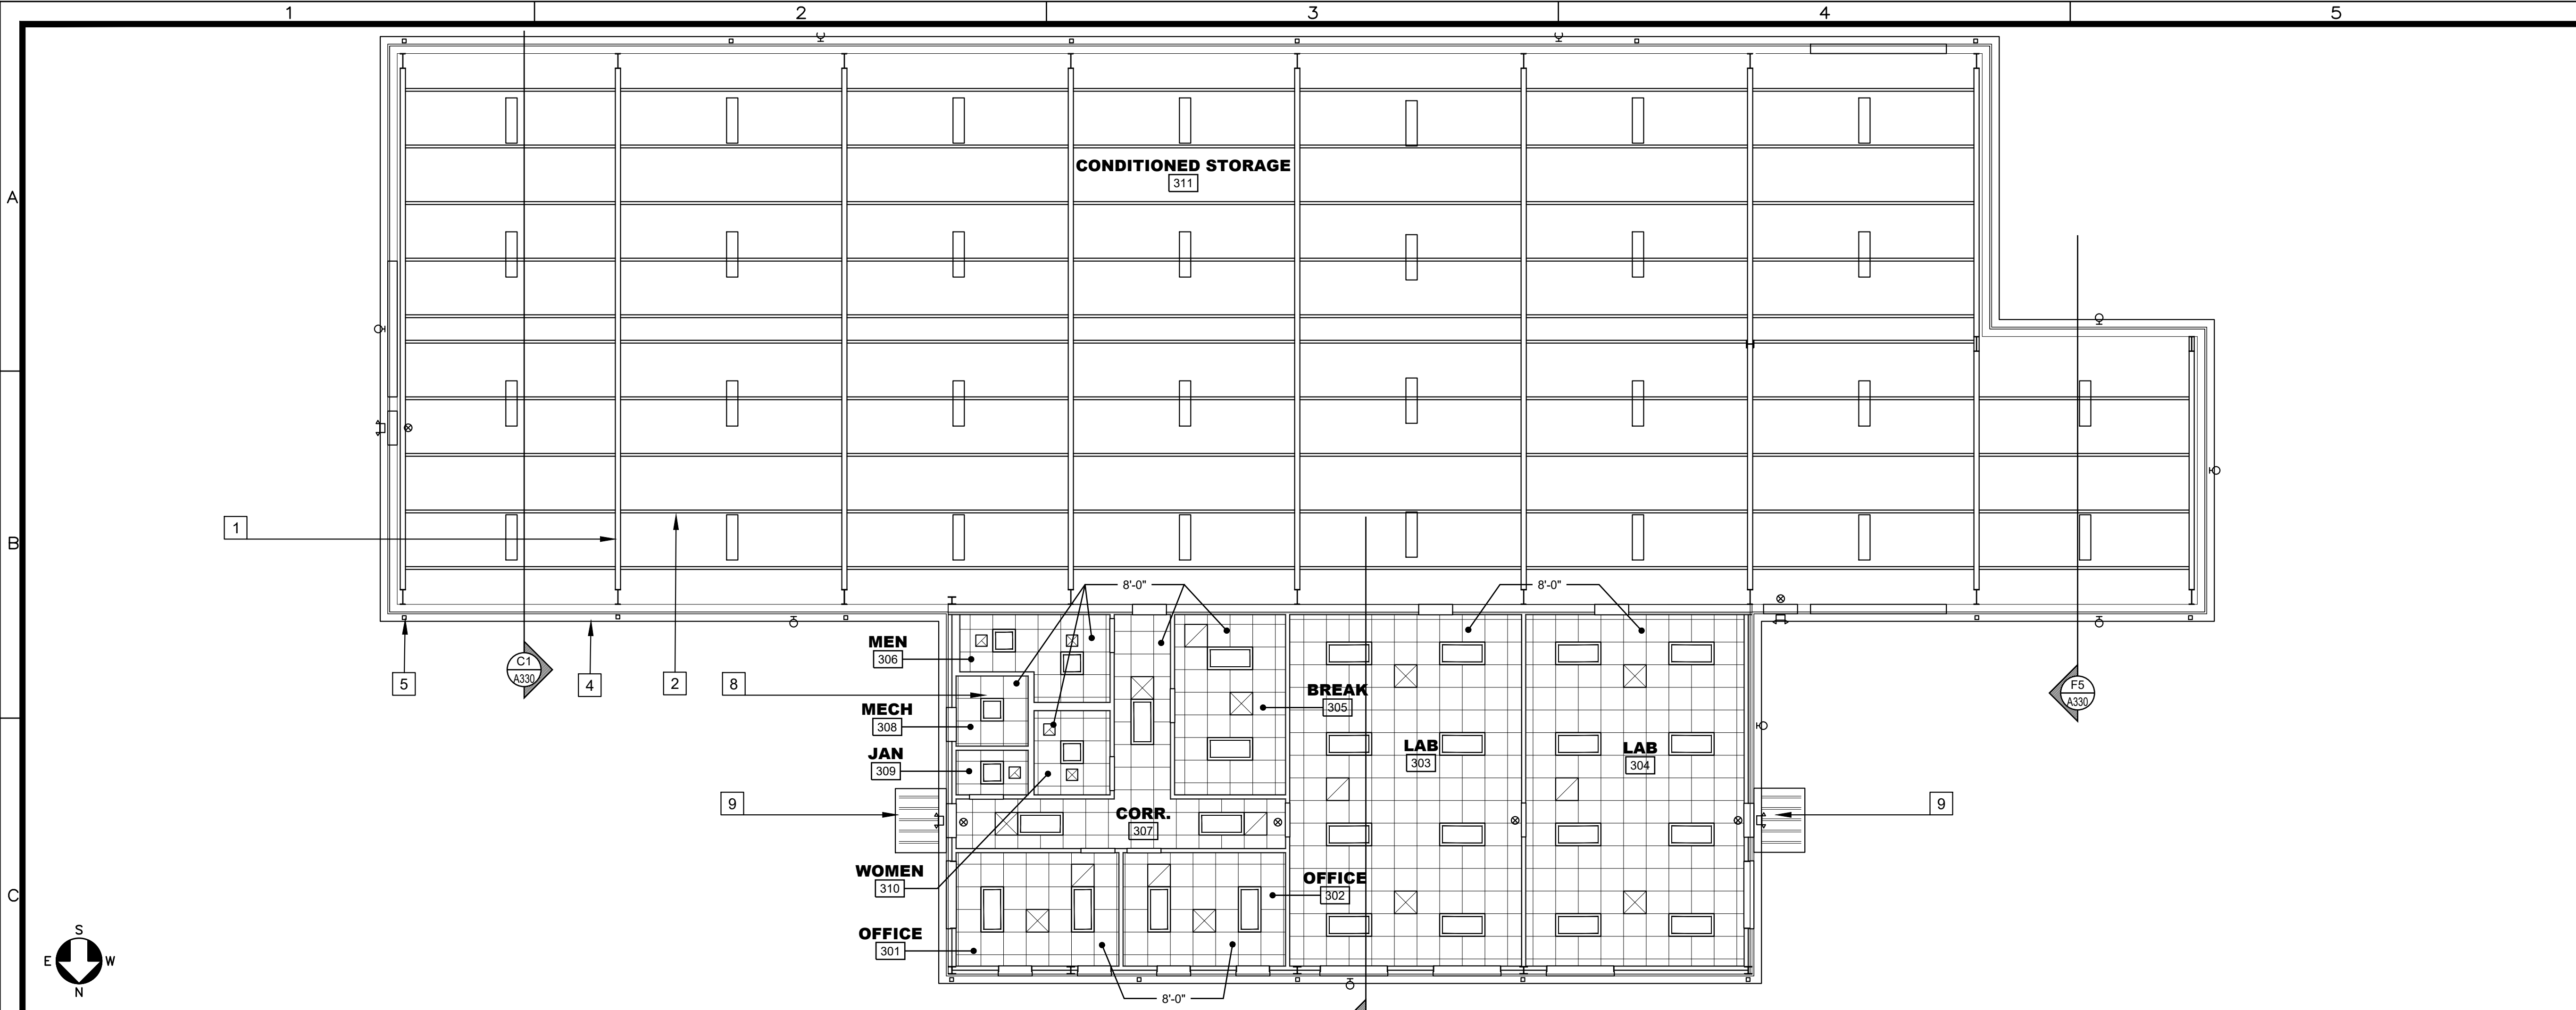 1 2 3 4 5
A
CONDITIONED STORAGE
311
B
1
8'-0" 8'-0"
MEN
306
C1
A330
5 4 2 8
BREAK
305
F5
A330
MECH
308
LAB
303
LAB
304
JAN
309
9 9
CORR.
307
WOMEN
310
OFFICE
302
C
OFFICE
301
S
E W
N
8'-0"